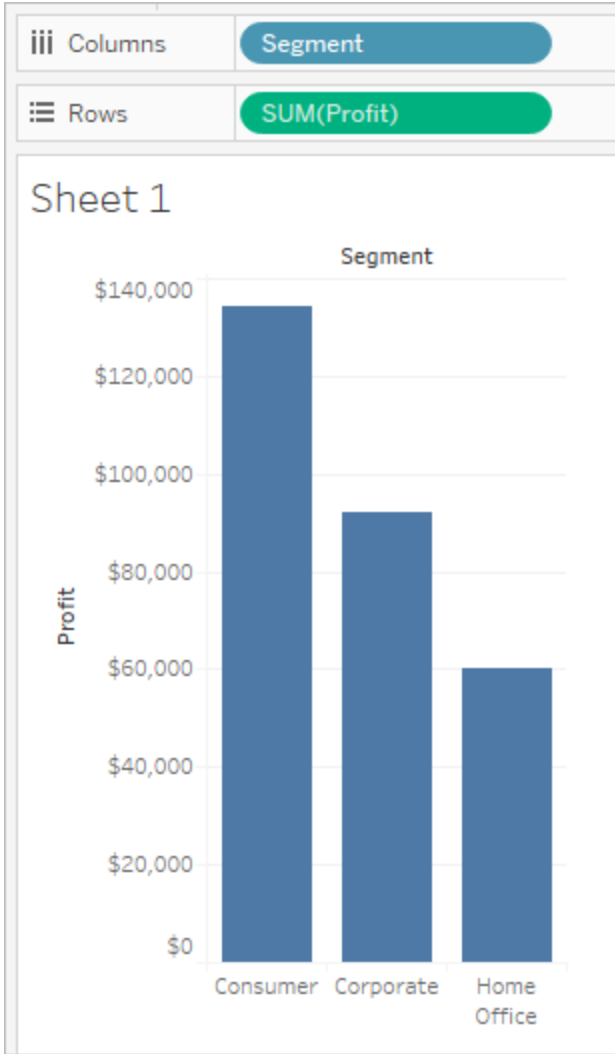 Columns
Segment
Rows
SUM(Profit)
Sheet 1
Segment
$140,000
$120,000
$100,000
$80,000
Profit
$60,000
$40,000
$20,000
$0
Consumer Corporate Home
Office